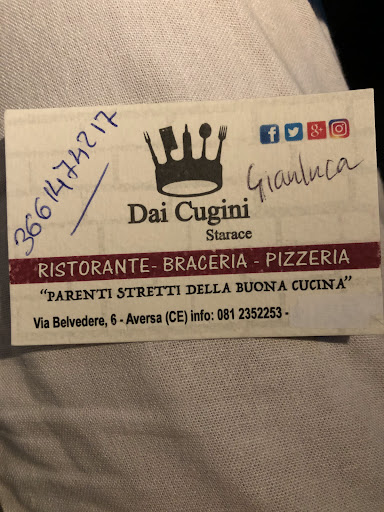 3661474217
Gianluca
Dai Cugini
Starace
RISTORANTE- BRACERIA - PIZZERIA
"PARENTI STRETTI DELLA BUONA CUCINA"
Via Belvedere, 6 - Aversa (CE) info: 081 2352253 -